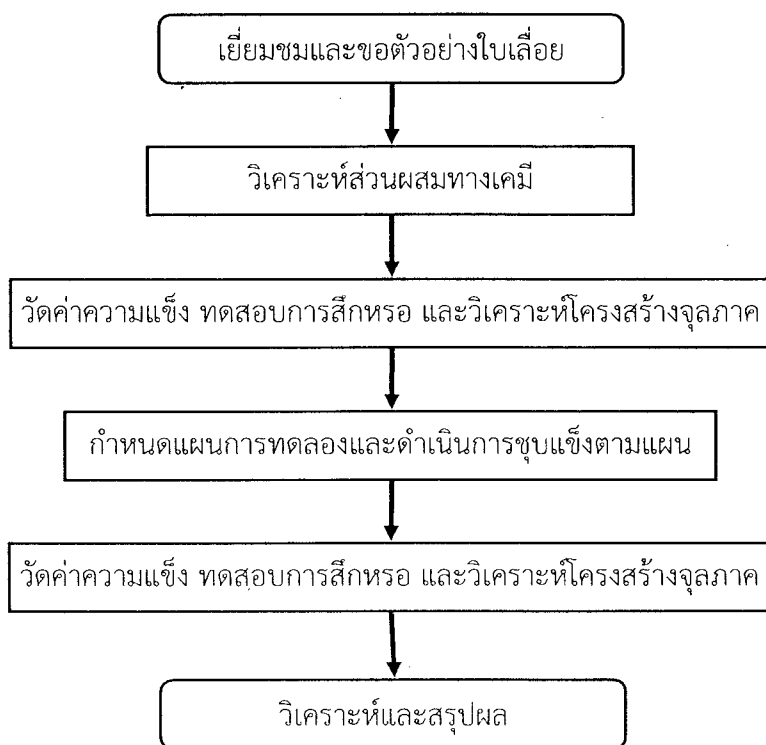 เยี่ยมชมและขอตัวอย่างใบเลื่อย
วิเคราะห์ส่วนผสมทางเคมี
วัดค่าความแข็ง ทดสอบการสึกหรอ และวิเคราะห์โครงสร้างจุลภาค
กำหนดแผนการทดลองและดำเนินการชุบแข็งตามแผน
วัดค่าความแข็ง ทดสอบการสึกหรอ และวิเคราะห์โครงสร้างจุลภาค
วิเคราะห์และสรุปผล